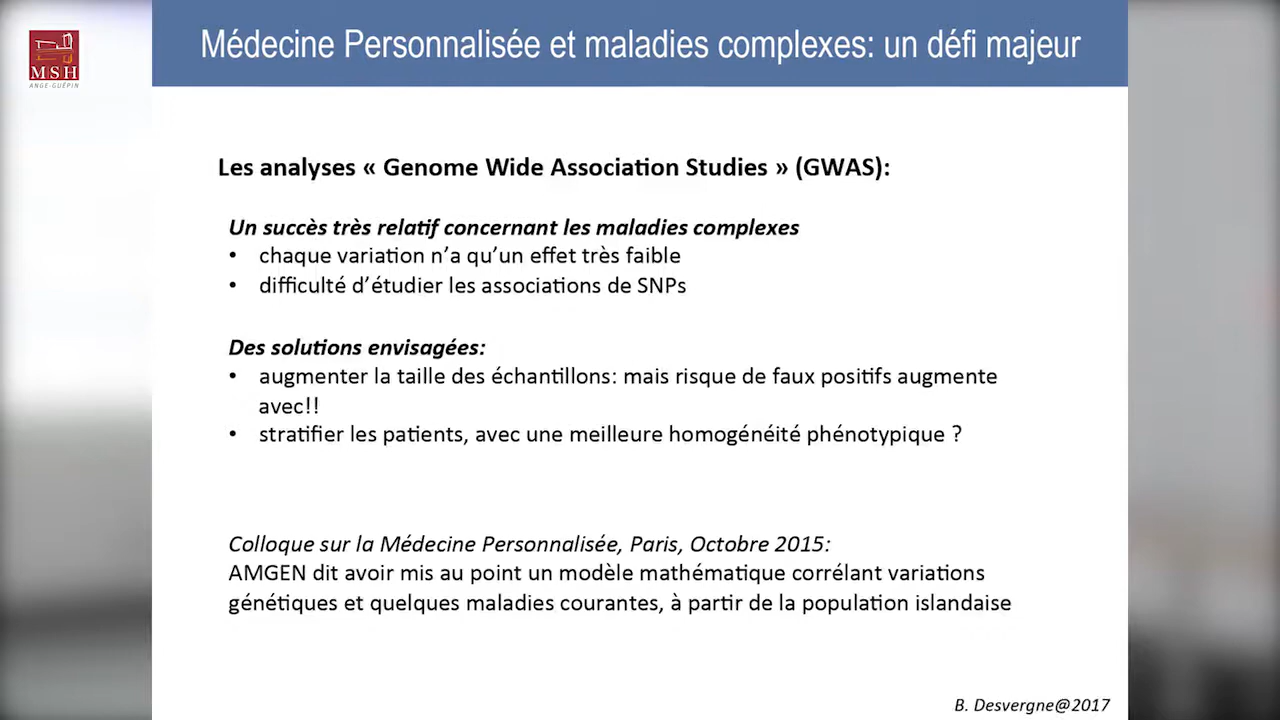 Médecine Personnalisée et maladies complexes: un défi majeur
MSH
ANGE-GUÉPIN
Les analyses « Genome Wide Association Studies » (GWAS):
Un succès très relatif concernant les maladies complexes
• chaque variation n'a qu'un effet très faible
• difficulté d'étudier les associations de SNPs
Des solutions envisagées:
• augmenter la taille des échantillons: mais risque de faux positifs augmente
avec!!
• stratifier les patients, avec une meilleure homogénéité phénotypique ?
Colloque sur la Médecine Personnalisée, Paris, Octobre 2015:
AMGEN dit avoir mis au point un modèle mathématique corrélant variations
génétiques et quelques maladies courantes, à partir de la population islandaise
B. Desvergne@2017